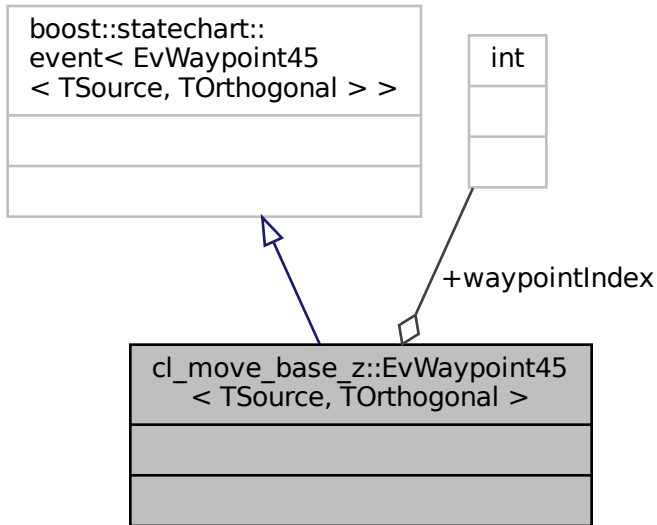 boost::statechart::
event< EvWaypoint45
< TSource, TOrthogonal > >
int
+waypointIndex
cl_move_base_z::EvWaypoint45
< TSource, TOrthogonal >